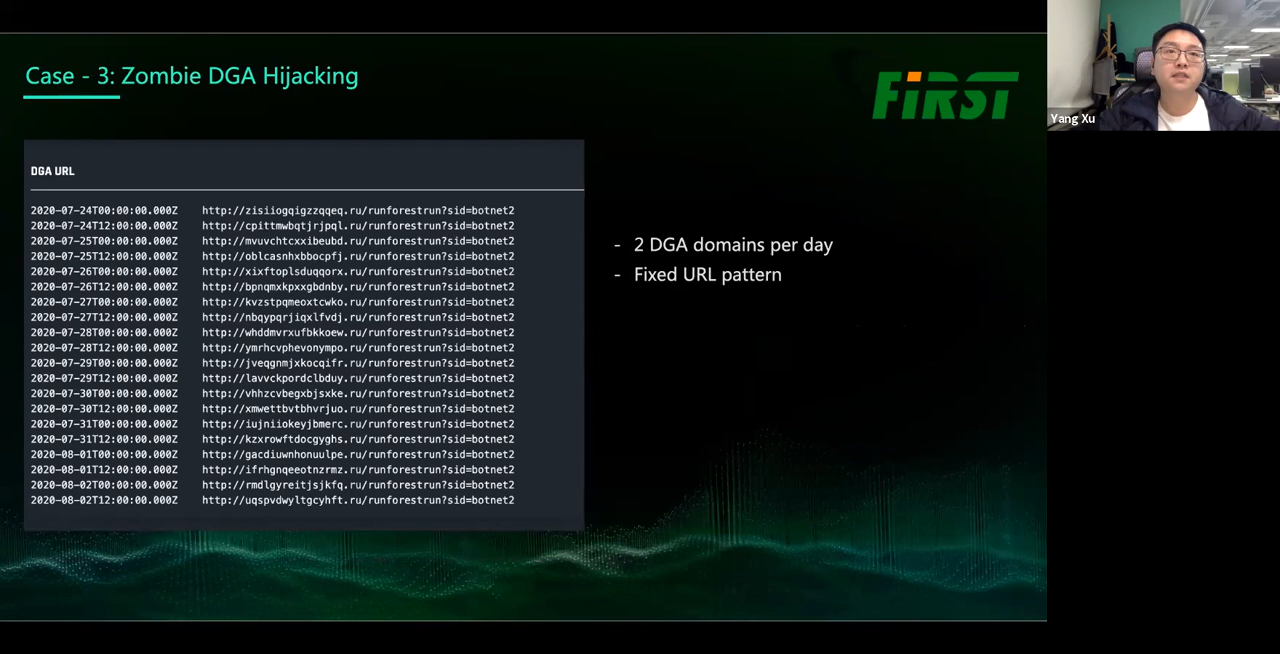 Case - 3: Zombie DGA Hijacking
FiRST
Yang Xu
DGA URL
2020-07-24T00:00:00.000Z http://zisiiogqigzzqqeq.ru/runforestrun?sid=botnet2
2020-07-24T12:00:00.000Z http://cpittmwbqtjrjpql.ru/runforestrun?sid=botnet2
2020-07-25T00:00:00.000Z http://mvuvchtcxxibeubd.ru/runforestrun?sid=botnet2
2020-07-25T12:00:00.000Z http://oblcasnhxbbocpfj.ru/runforestrun?sid=botnet2
2020-07-26T00:00:00.000Z http://xixftoplsduqqorx.ru/runforestrun?sid=botnet2
2020-07-26T12:00:00.000Z http://bpnqmxkpxxgbdnby.ru/runforestrun?sid=botnet2
2020-07-27T00:00:00.000Z http://kvzstpqmeoxtcwko.ru/runforestrun?sid=botnet2
2020-07-27T12:00:00.000Z http://nbqypqrjiqxlfvdj.ru/runforestrun?sid=botnet2
2020-07-28T00:00:00.000Z http://whddmvrxufbkkoew.ru/runforestrun?sid=botnet2
2020-07-28T12:00:00.000Z http://ymrhcvphevonympo.ru/runforestrun?sid=botnet2
2020-07-29T00:00:00.000Z http://jveqgnmjxkocqifr.ru/runforestrun?sid=botnet2
2020-07-29T12:00:00.000Z http://lavvckpordclbduy.ru/runforestrun?sid=botnet2
2020-07-30T00:00:00.000Z http://vhhzcvbegxbjsxke.ru/runforestrun?sid=botnet2
2020-07-30T12:00:00.000Z http://xmwettbvtbhvrjuo.ru/runforestrun?sid=botnet2
2020-07-31T00:00:00.000Z http://iujniiokeyjbmerc.ru/runforestrun?sid=botnet2
2020-07-31T12:00:00.000Z http://kzxrowftdocgyghs.ru/runforestrun?sid=botnet2
2020-08-01T00:00:00.000Z http://gacdiuwnhonuulpe.ru/runforestrun?sid=botnet2
2020-08-01T12:00:00.000Z http://ifrhgnqeeotnzrmz.ru/runforestrun?sid=botnet2
2020-08-02T00:00:00.000Z http://rmdlgyreitjsjkfq.ru/runforestrun?sid=botnet2
2020-08-02T12:00:00.000Z http://uqspvdwyltgcyhft.ru/runforestrun?sid=botnet2
- 2 DGA domains per day
- Fixed URL pattern